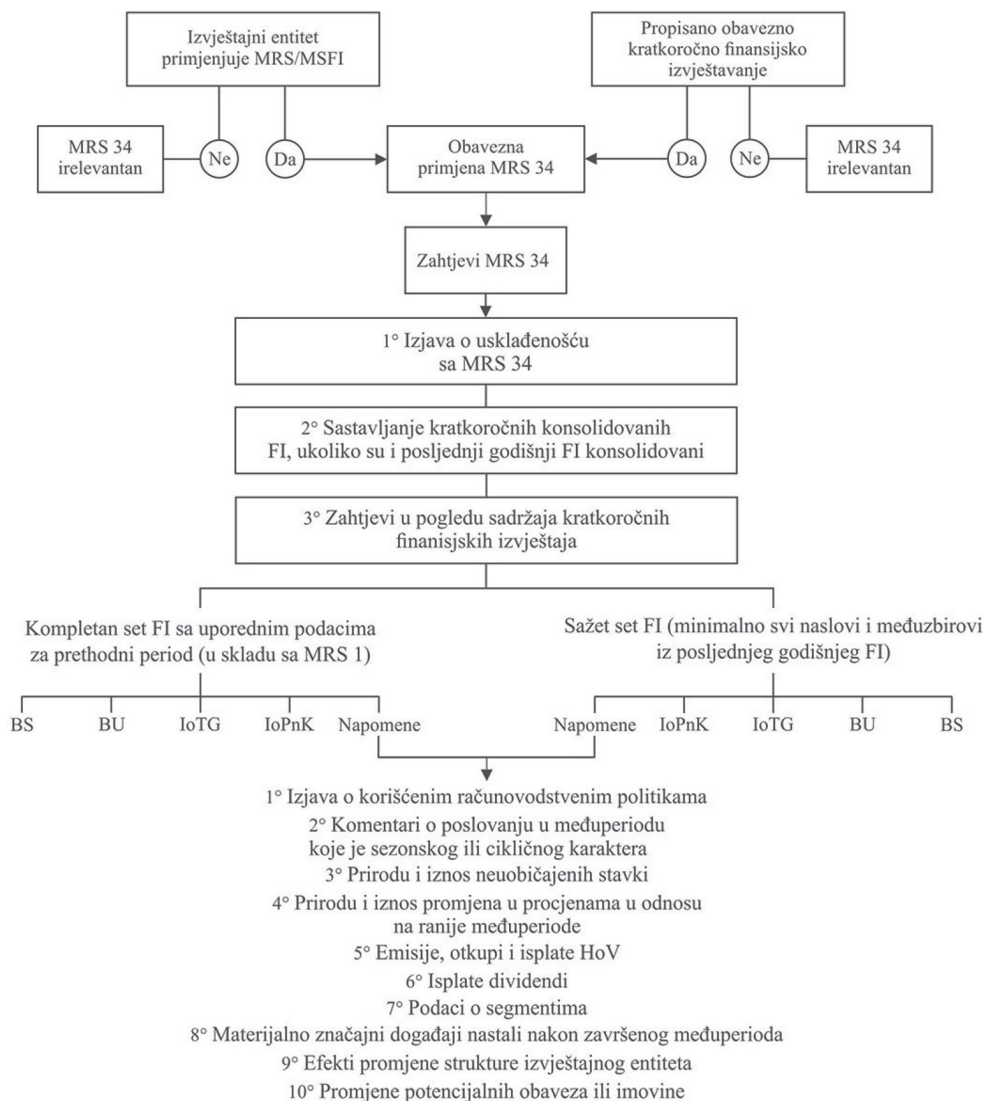 Izvještajni entitet
primjenjuje MRS/MSFI
Propisano obavezno
kratkoročno finansijsko
izvještavanje
MRS 34
irelevantan
Ne
Da
Obavezna
primjena MRS 34
Da
Ne
MRS 34
irelevantan
Zahtjevi MRS 34
1° Izjava o usklađenošću
sa MRS 34
2° Sastavljanje kratkoročnih konsolidovanih
FI, ukoliko su i posljednji godišnji FI konsolidovani
3° Zahtjevi u pogledu sadržaja kratkoročnih
finanisjskih izvještaja
Kompletan set FI sa uporednim podacima
za prethodni period (u skladu sa MRS 1)
Sažet set FI (minimalno svi naslovi i međuzbirovi
iz posljednjeg godišnjeg FI)
BS
BU
IoTG
IoPnK
Napomene
Napomene
IoPnK
IoTG
BU
BS
1° Izjava o korišćenim računovodstvenim politikama
2° Komentari o poslovanju u međuperiodu
koje je sezonskog ili cikličnog karaktera
3° Prirodu i iznos neuobičajenih stavki
4° Prirodu i iznos promjena u procjenama u odnosu
na ranije međuperiode
5° Emisije, otkupi i isplate HoV
6° Isplate dividendi
7° Podaci o segmentima
8° Materijalno značajni događaji nastali nakon završenog međuperioda
9° Efekti promjene strukture izvještajnog entiteta
10° Promjene potencijalnih obaveza ili imovine